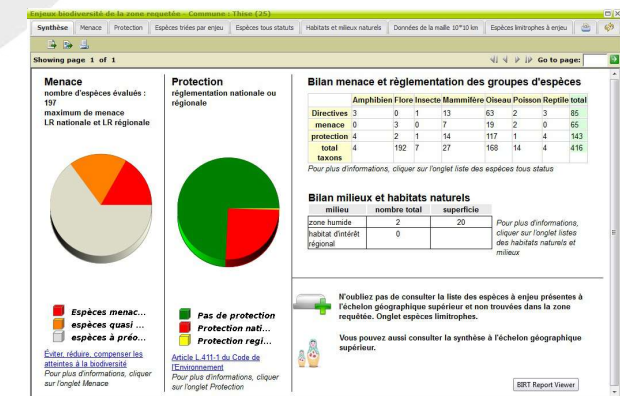 Enjeux biodiversité de la zone requetée - Commune : Thise (25)
Synthèse Menace Protection Espèces triées par enjeu Espèces tous statuts Habitats et milieux naturels Données de la maille 10*10 km Espèces limitrophes à enjeu
Showing page 1 of 1 Go to page:
Menace
nombre d'espèces évalués :
197
maximum de menace
LR nationale et LR régionale
Espèces menac...
espèces quasi ...
espèces à préo...
Éviter, réduire, compenser les
atteintes à la biodiversité
Pour plus d'informations, cliquer
sur l'onglet Menace
Protection
réglementation nationale ou
régionale
Pas de protection
Protection nati...
Protection regi...
Article L.411-1 du Code de
l'Environnement
Pour plus d'informations, cliquer
sur l'onglet Protection
Bilan menace et règlementation des groupes d'espèces
Amphibien Flore Insecte Mammifère Oiseau Poisson Reptile total
Directives 3 0 1 13 63 2 3 85
menace 0 3 0 7 19 2 0 65
protection 4 2 1 14 117 1 4 143
total
taxons 4 192 7 27 168 14 4 416
Pour plus d'informations, cliquer sur l'onglet liste des espèces tous status
Bilan milieux et habitats naturels
milieu nombre total superficie
zone humide 2 20
habitat d'intérêt
régional 0
Pour plus d'informations,
cliquer sur l'onglet listes
des habitats naturels et
milieux
N'oubliez pas de consulter la liste des espèces à enjeu présentes à
l'échelon géographique supérieur et non trouvées dans la zone
requêtée. Onglet espèces limitrophes.
Vous pouvez aussi consulter la synthèse à l'échelon géographique
supérieur.
BIRT Report Viewer